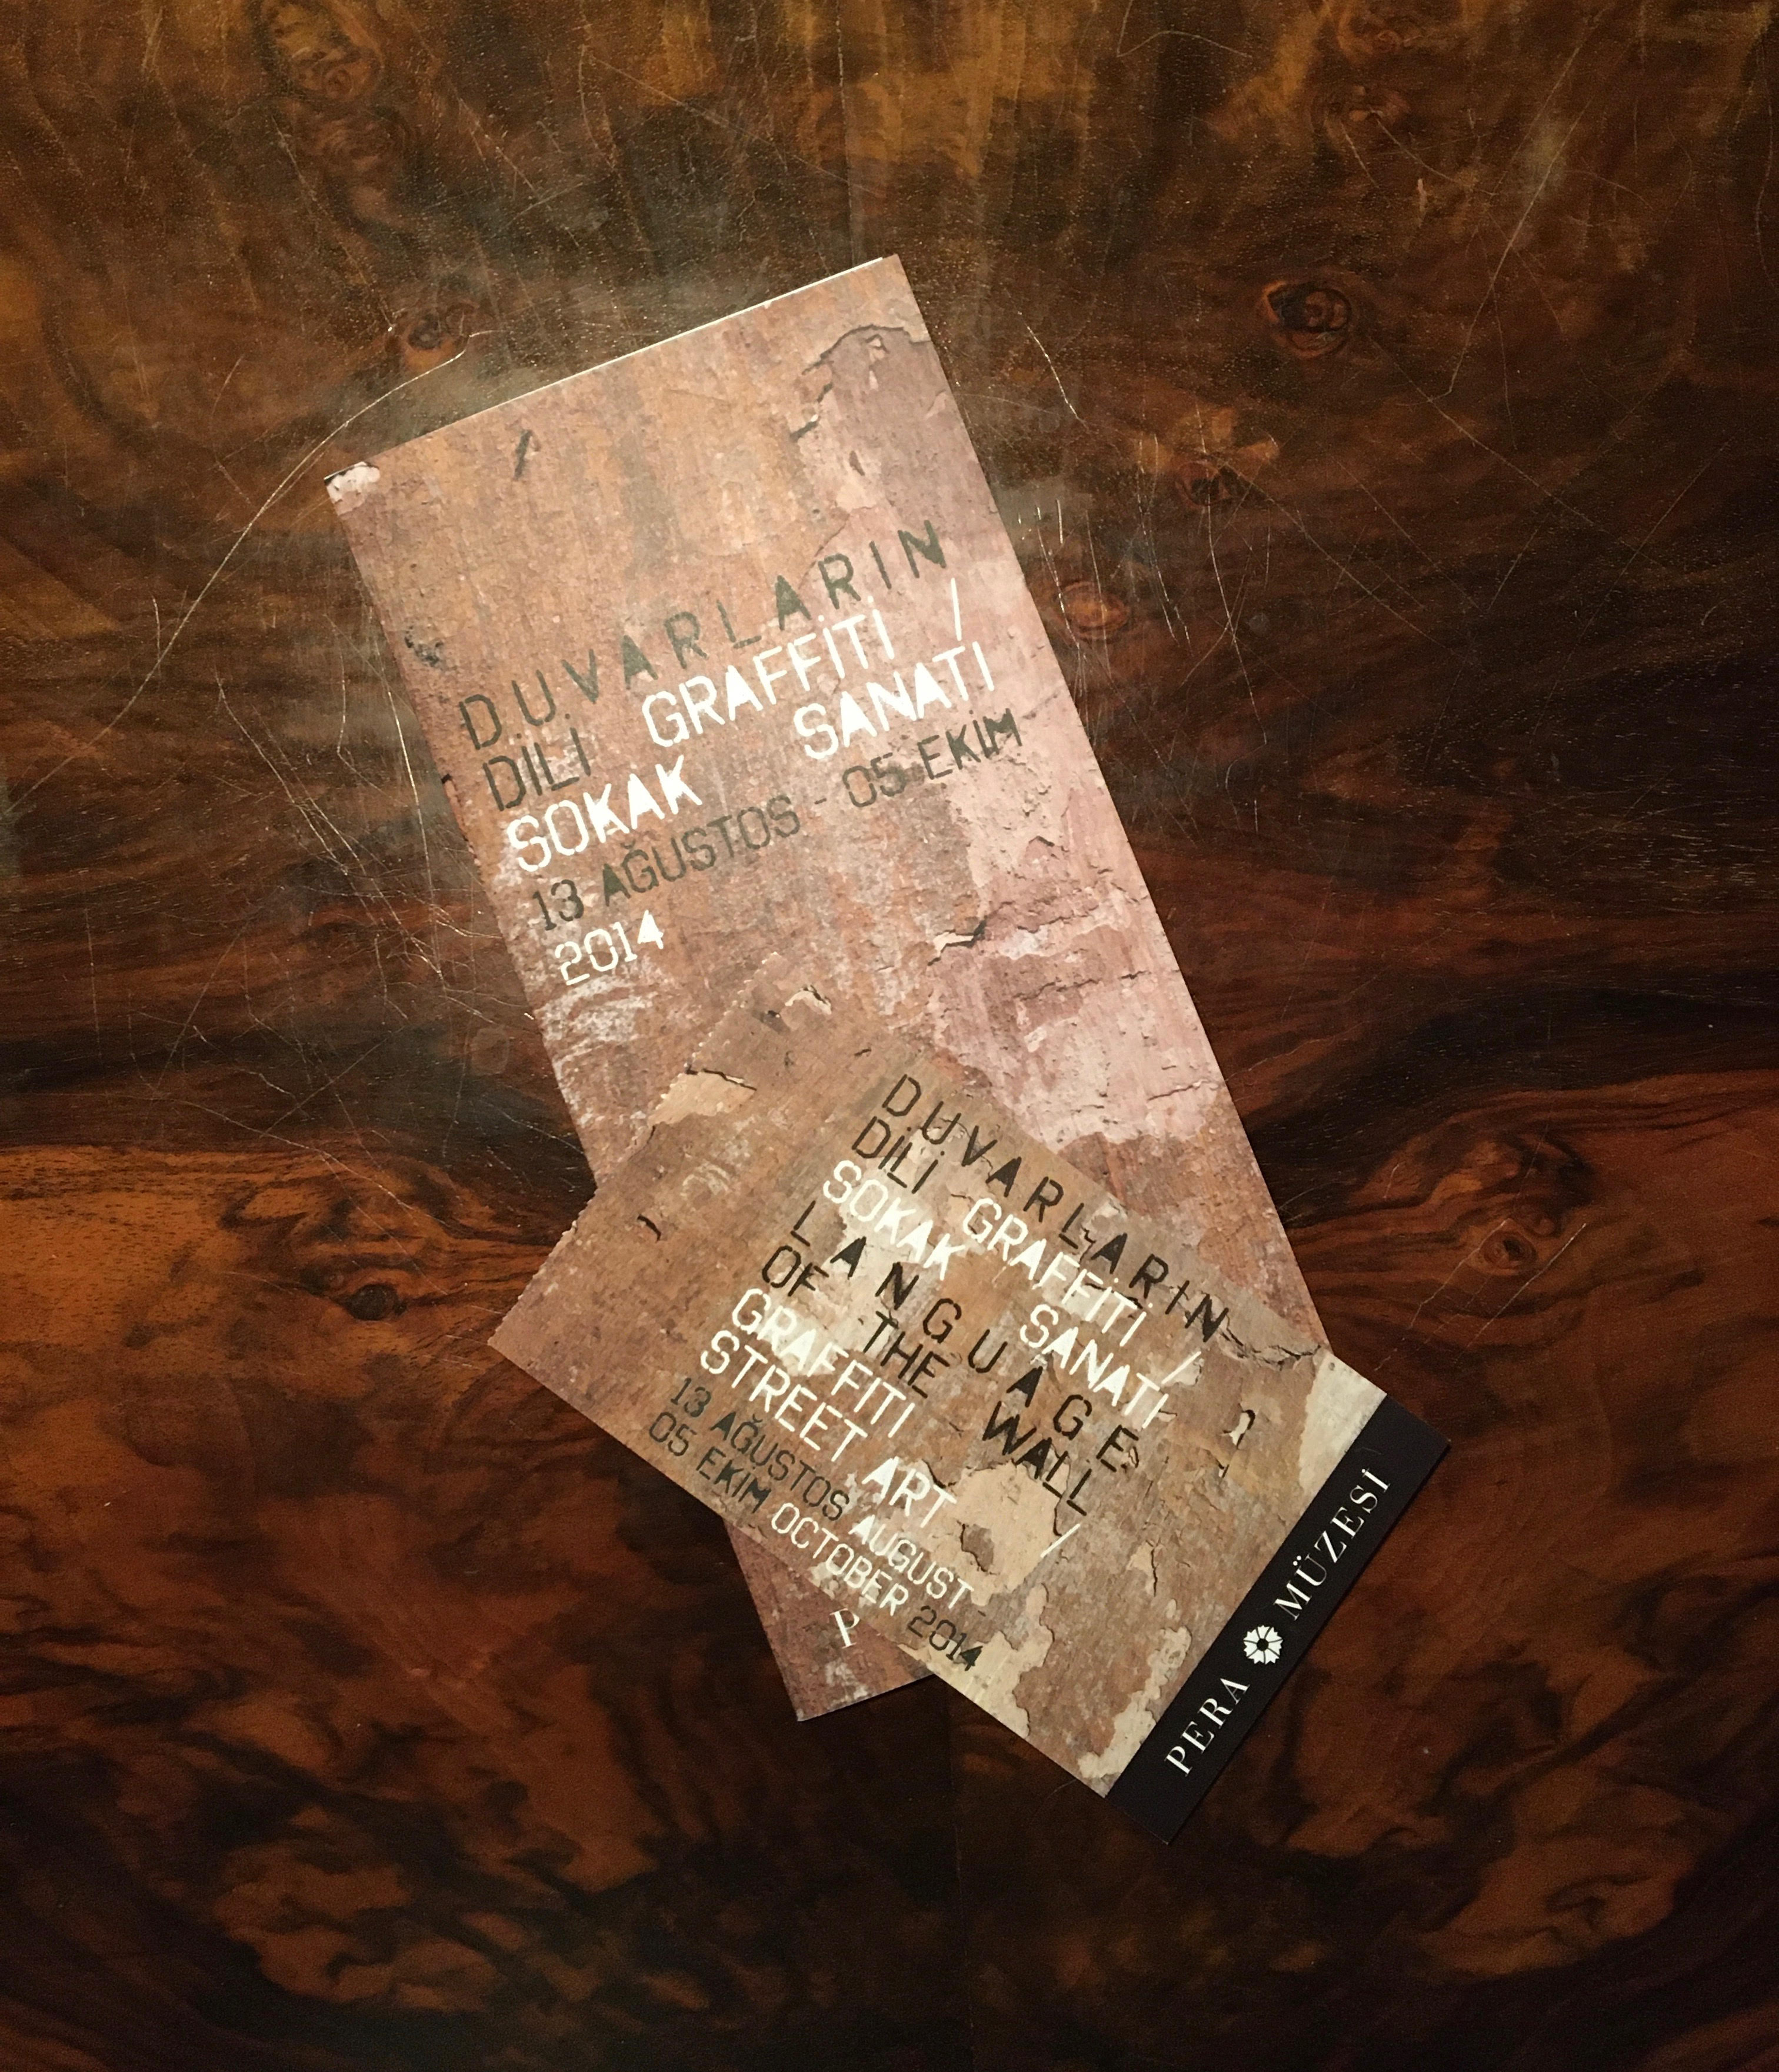 DUVARLARIN
DİLİ GRAFFİTİ /
SOKAK SANATI
13 AĞUSTOS - 05 EKİM
2014
P
DUVARLARIN
DİLİ GRAFFİTİ /
SOKAK SANATI
LANGUAGE
OF THE WALL
GRAFFITI /
STREET ART
13 AĞUSTOS AUGUST -
05 EKİM OCTOBER 2014
PERA MÜZESİ